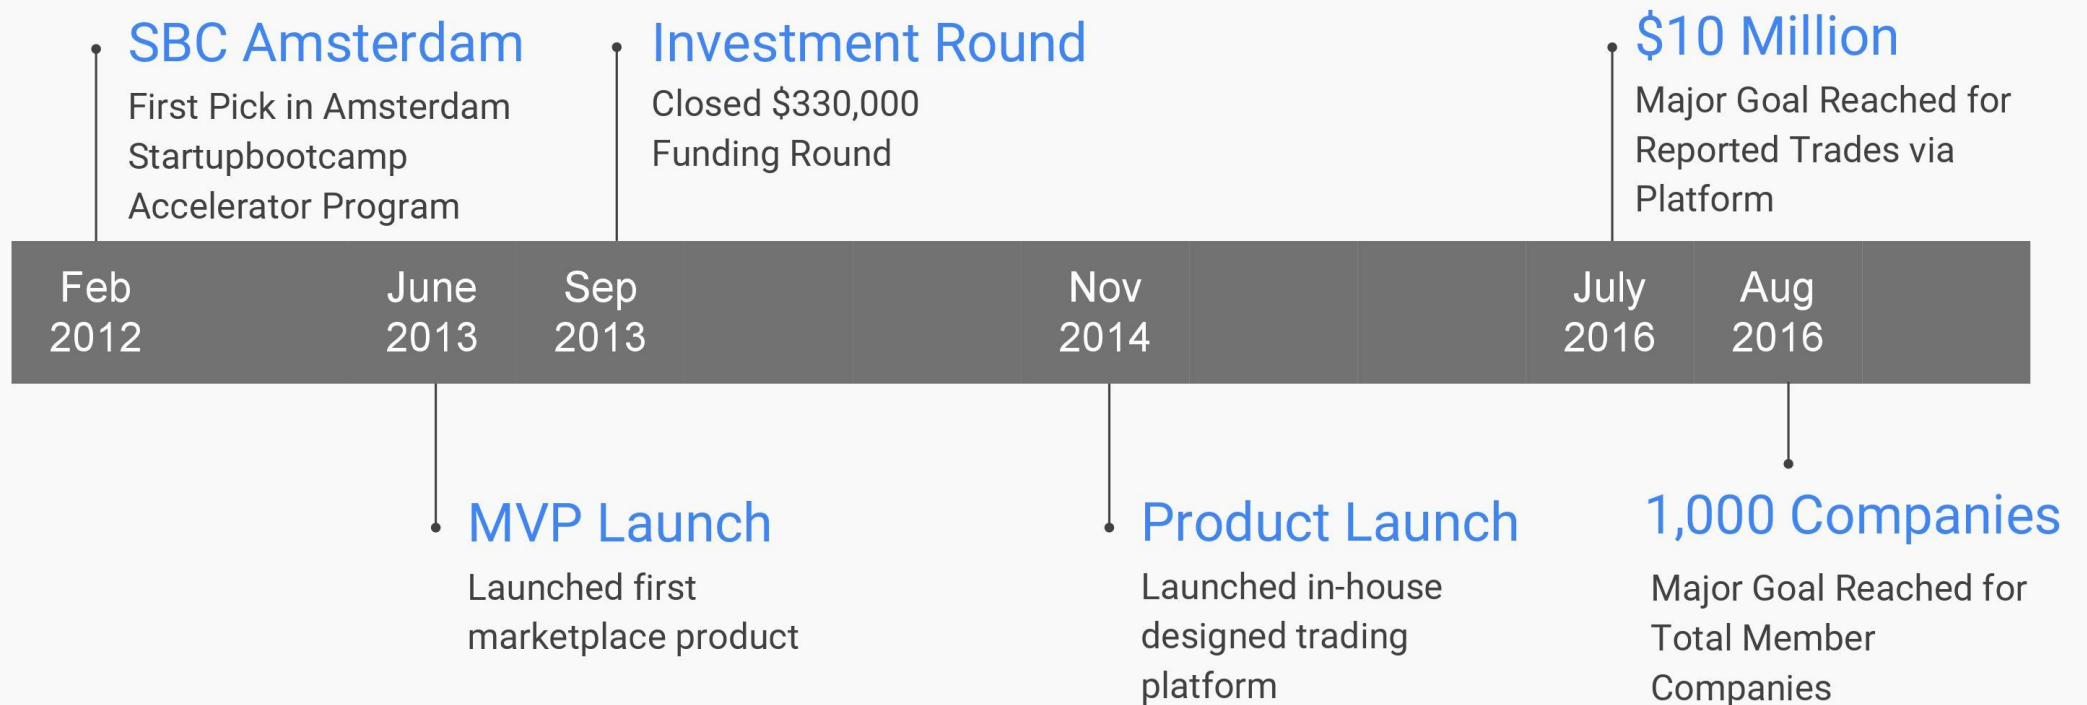 SBC Amsterdam
First Pick in Amsterdam
Startupbootcamp
Accelerator Program
Investment Round
Closed $330,000
Funding Round
$10 Million
Major Goal Reached for
Reported Trades via
Platform
Feb
2012
June
2013
Sep
2013
Nov
2014
July
2016
Aug
2016
MVP Launch
Launched first
marketplace product
Product Launch
Launched in-house
designed trading
platform
1,000 Companies
Major Goal Reached for
Total Member
Companies